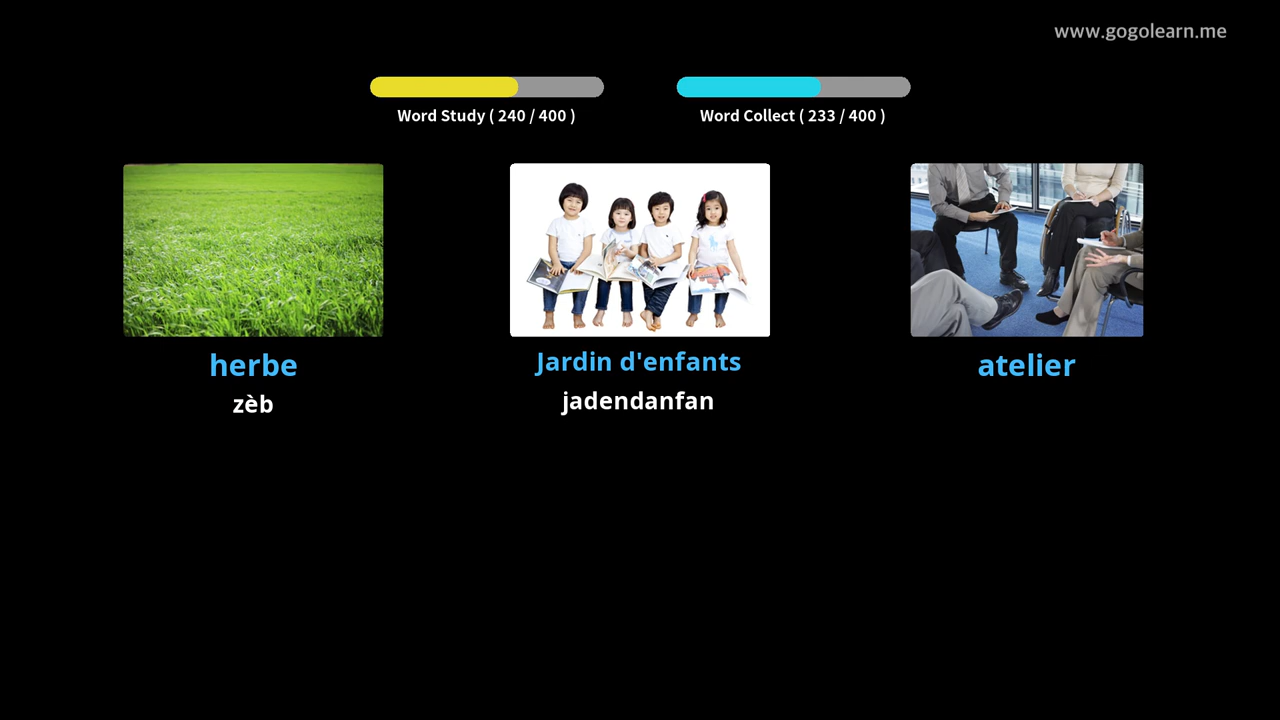 www.gogolearn.me
Word Study ( 240 / 400 )
Word Collect ( 233 / 400 )
herbe
Jardin d'enfants
atelier
zèb
jadendanfan